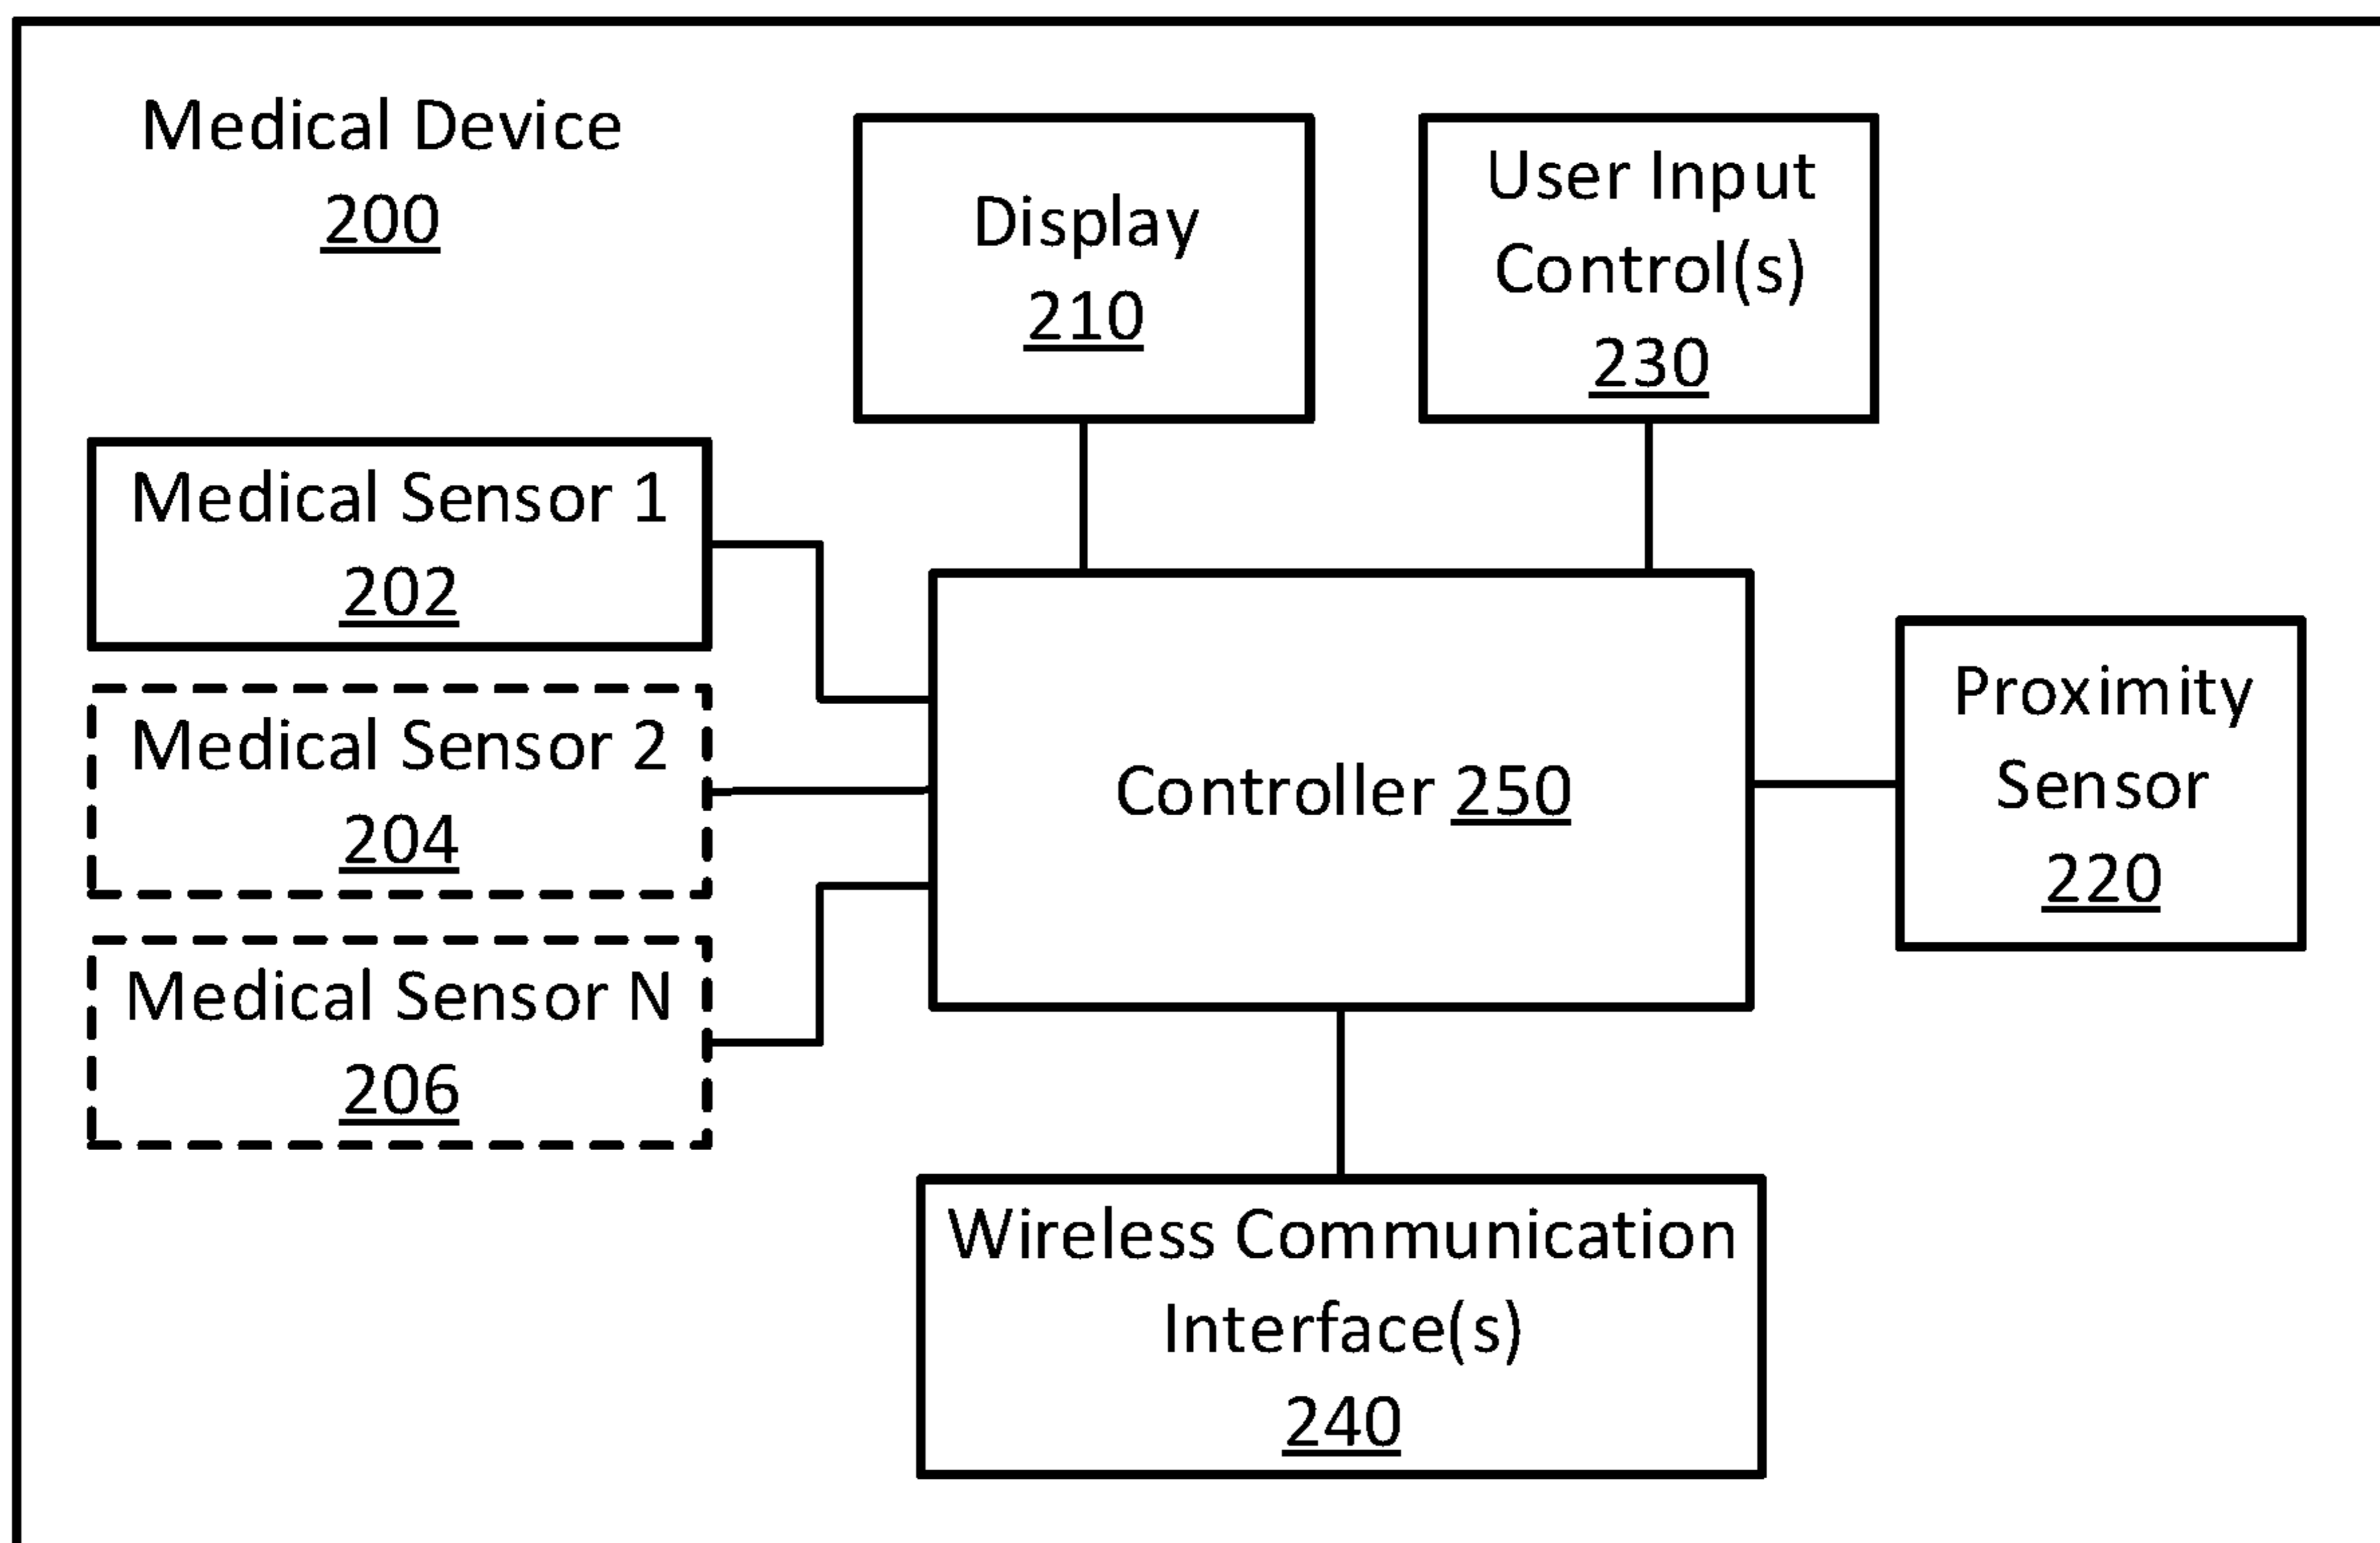 Medical Device
200
Display
210
User Input
Control(s)
230
Medical Sensor 1
202
Medical Sensor 2
204
Medical Sensor N
206
Controller 250
Proximity
Sensor
220
Wireless Communication
Interface(s)
240